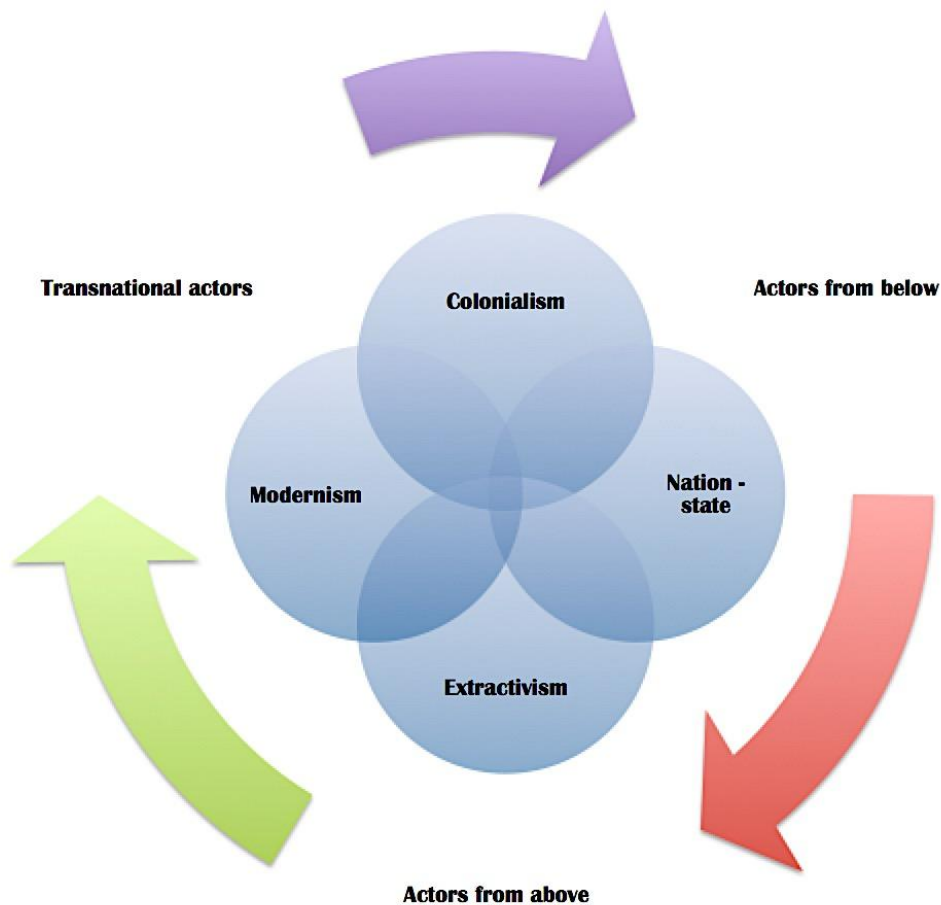 Transnational actors
Actors from below
Colonialism
Modernism
Nation -
state
Extractivism
Actors from above